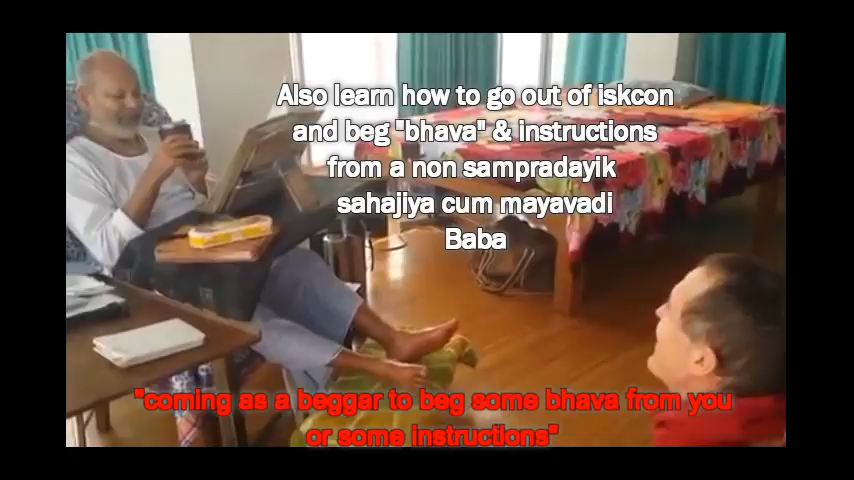 Also learn how to go out of iskcon
and beg "bhava" & instructions
from a non sampradayik
sahajiya cum mayavadi
Baba
"coming as a beggar to beg some bhava from you
or some instructions"